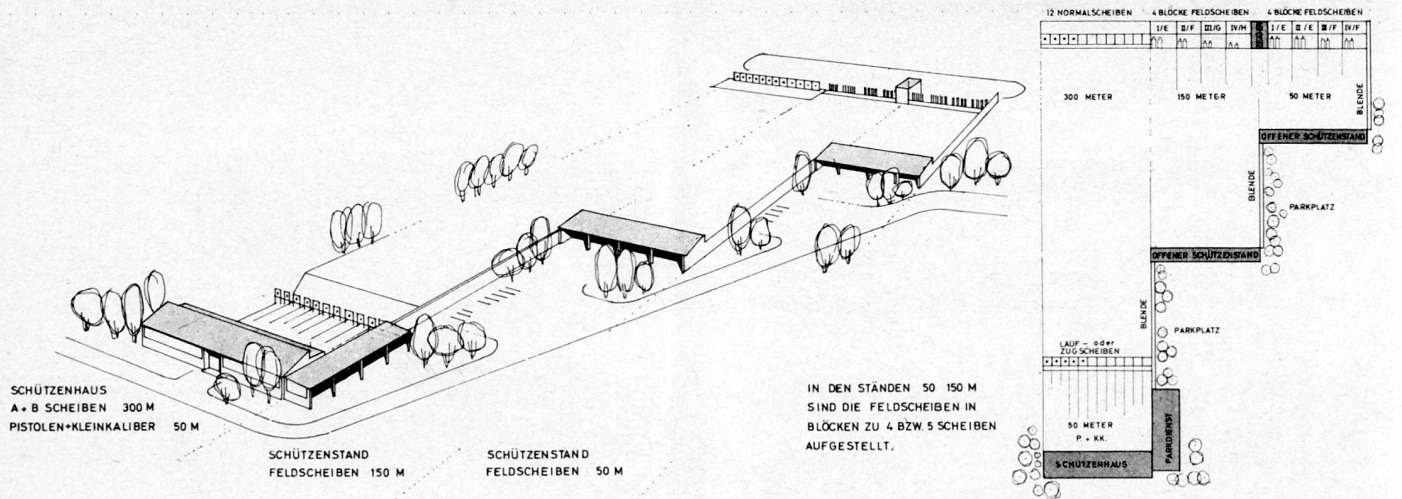 SCHÜTZENHAUS
A + B SCHEIBEN 300 M
PISTOLEN+KLEINKALIBER 50 M
SCHÜTZENSTAND
FELDSCHEIBEN 150 M
SCHÜTZENSTAND
FELDSCHEIBEN 50 M
IN DEN STÄNDEN 50 150 M
SIND DIE FELDSCHEIBEN IN
BLÖCKEN ZU 4 BZW. 5 SCHEIBEN
AUFGESTELLT.
12 NORMALSCHEIBEN 4 BLÖCKE FELDSCHEIBEN 4 BLÖCKE FELDSCHEIBEN
I/E II/F III/G IV/H I/E II/E III/F IV/F
300 METER 150 METER 50 METER
BLENDE
OFFENER SCHÜTZENSTAND
BLENDE
PARKPLATZ
OFFENER SCHÜTZENSTAND
BLENDE
PARKPLATZ
LAUF- oder
ZUGSCHEIBEN
50 METER
P. + KK.
PARKDIENST
SCHÜTZENHAUS